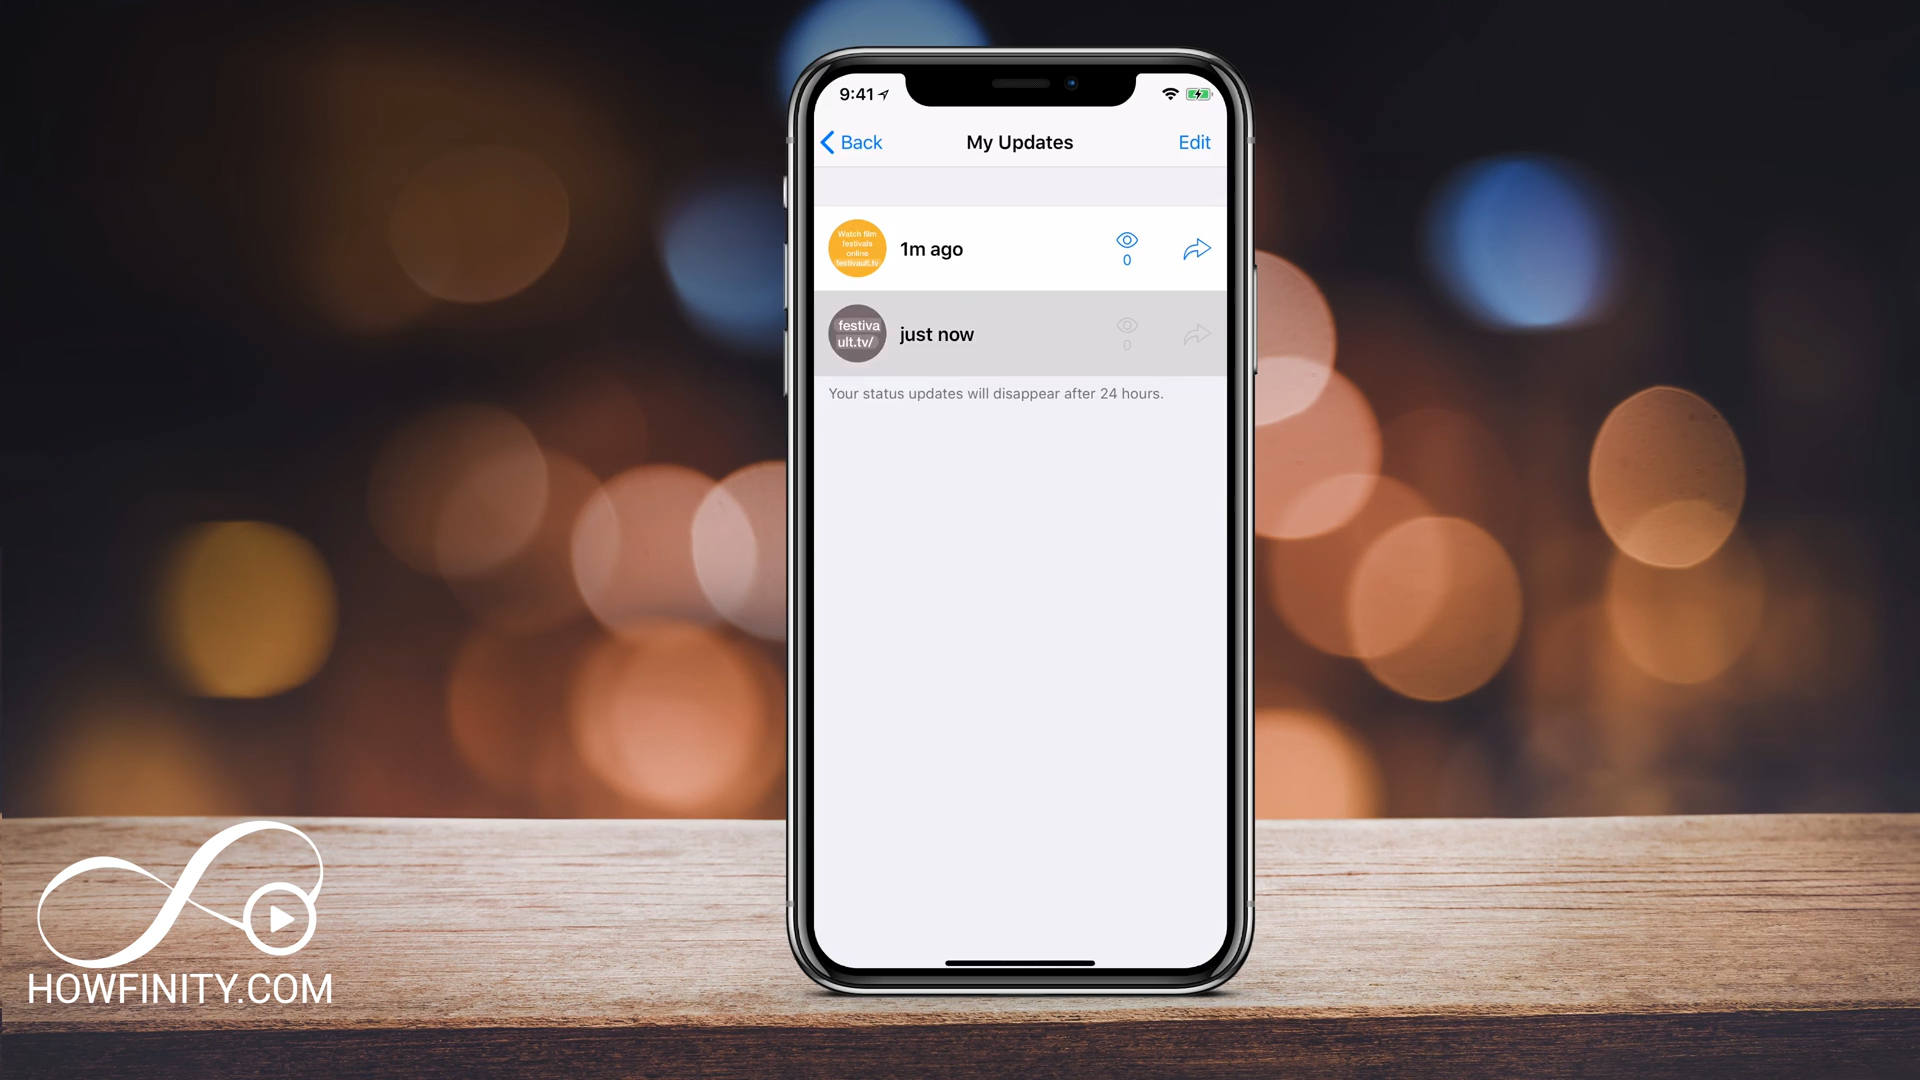 9:41
Back
My Updates
Edit
Watch film
festivals
online
festivault.tv
1m ago
0
festiva
ult.tv/
just now
0
Your status updates will disappear after 24 hours.
HOWFINITY.COM